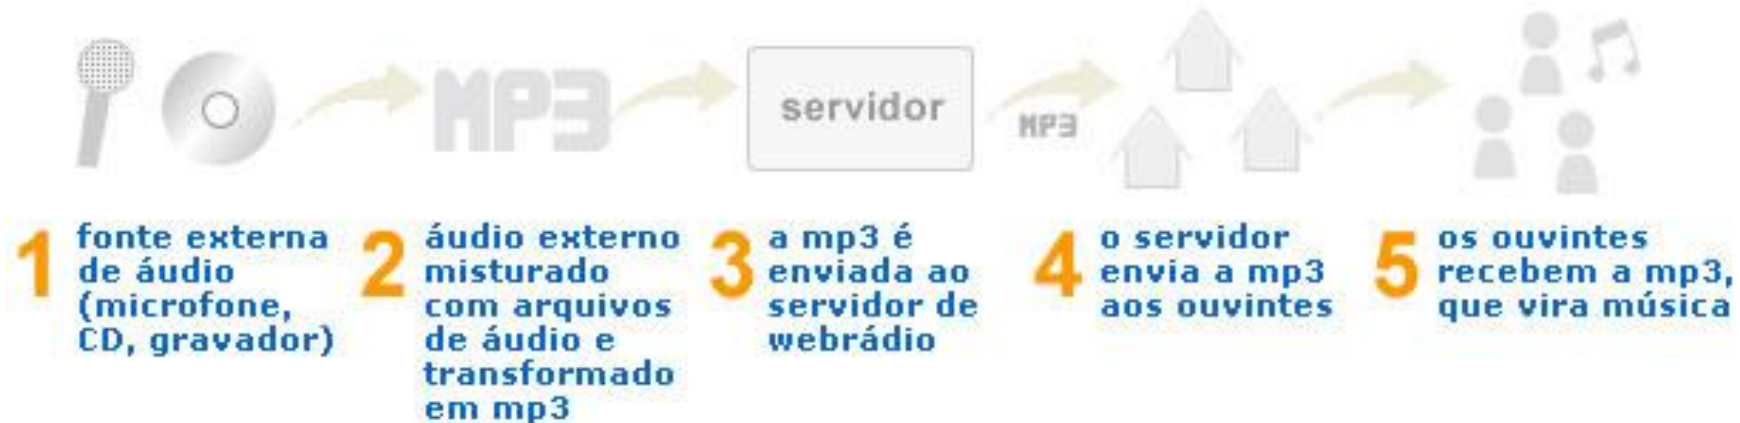 MP3
servidor
MP3
1
fonte externa
de áudio
(microfone,
CD, gravador)
2
áudio externo
misturado
com arquivos
de áudio e
transformado
em mp3
3
a mp3 é
enviada ao
servidor de
webrádio
4
o servidor
envia a mp3
aos ouvintes
5
os ouvintes
recebem a mp3,
que vira música